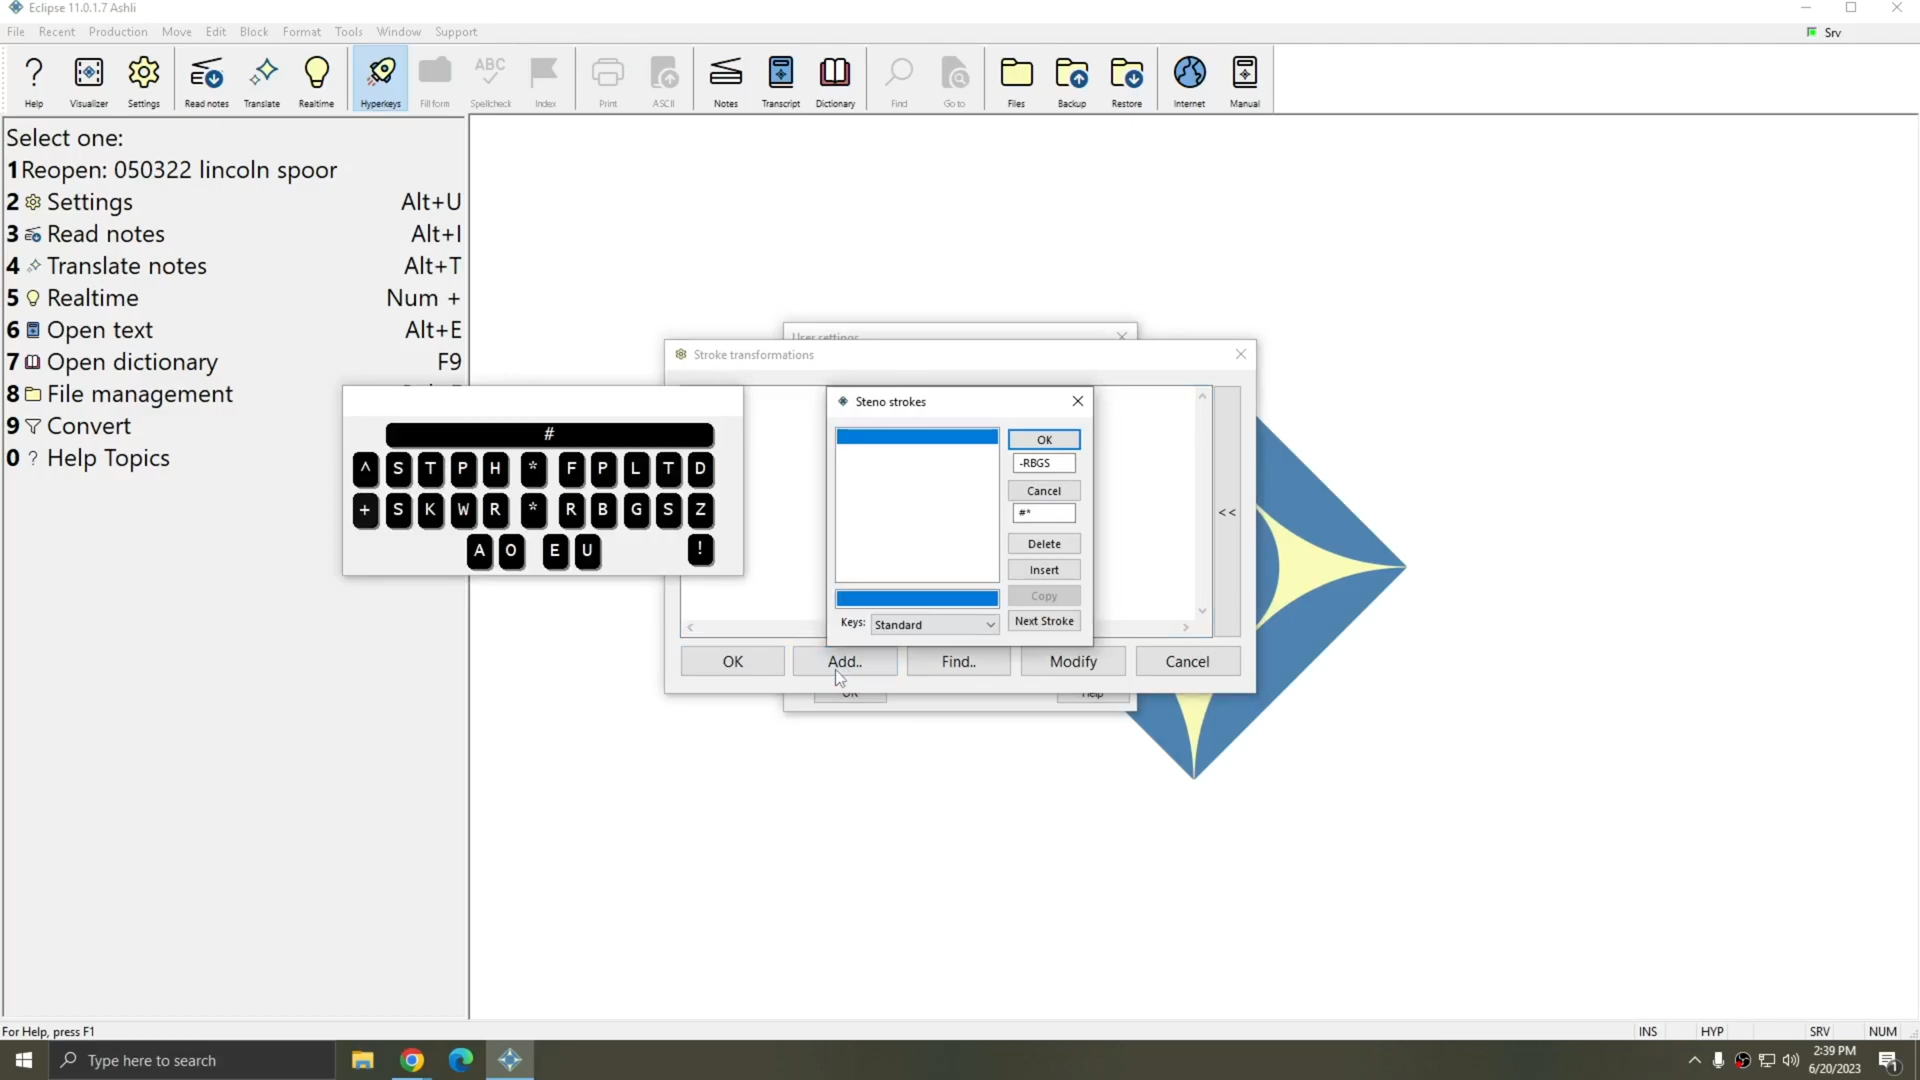 Eclipse 11.0.1.7 Ashli
File Recent Production Move Edit Block Format Tools Window Support
Srv
Help Visualizer Settings Read notes Translate Realtime Hyperkeys Fill form Spellcheck Index Print ASCII Notes Transcript Dictionary Find Go to Files Backup Restore Internet Manual
ABC
Select one:
1 Reopen: 050322 lincoln spoor
2 Settings Alt+U
3 Read notes Alt+I
4 Translate notes Alt+T
5 Realtime Num +
6 Open text Alt+E
7 Open dictionary F9
8 File management
9 Convert
0 ? Help Topics
User settings
Stroke transformations
Steno strokes
#
^ S T P H * F P L T D
+ S K W R * R B G S Z
A O E U !
OK
-RBGS
Cancel
#*
Delete
Insert
Copy
Keys: Standard
Next Stroke
<<
OK Add.. Find.. Modify Cancel
OK Help
For Help, press F1
INS HYP SRV NUM
Type here to search
2:39 PM
6/20/2023
1